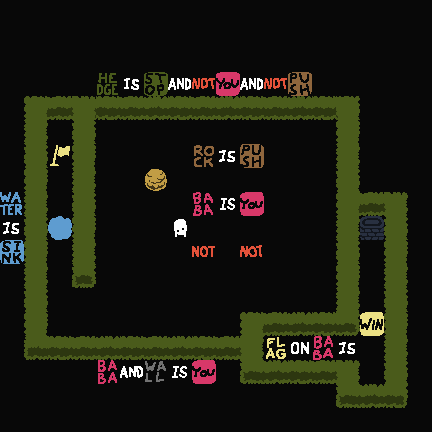 HEDGE IS STOP AND NOT YOU AND NOT PUSH
ROCK IS PUSH
WATER IS SINK
BABA IS YOU
NOT NOT
WIN
FLAG ON BABA IS
BABA AND WALL IS YOU